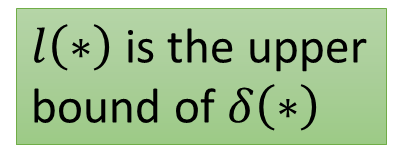 𝑙(∗) is the upper
bound of 𝛿(∗)